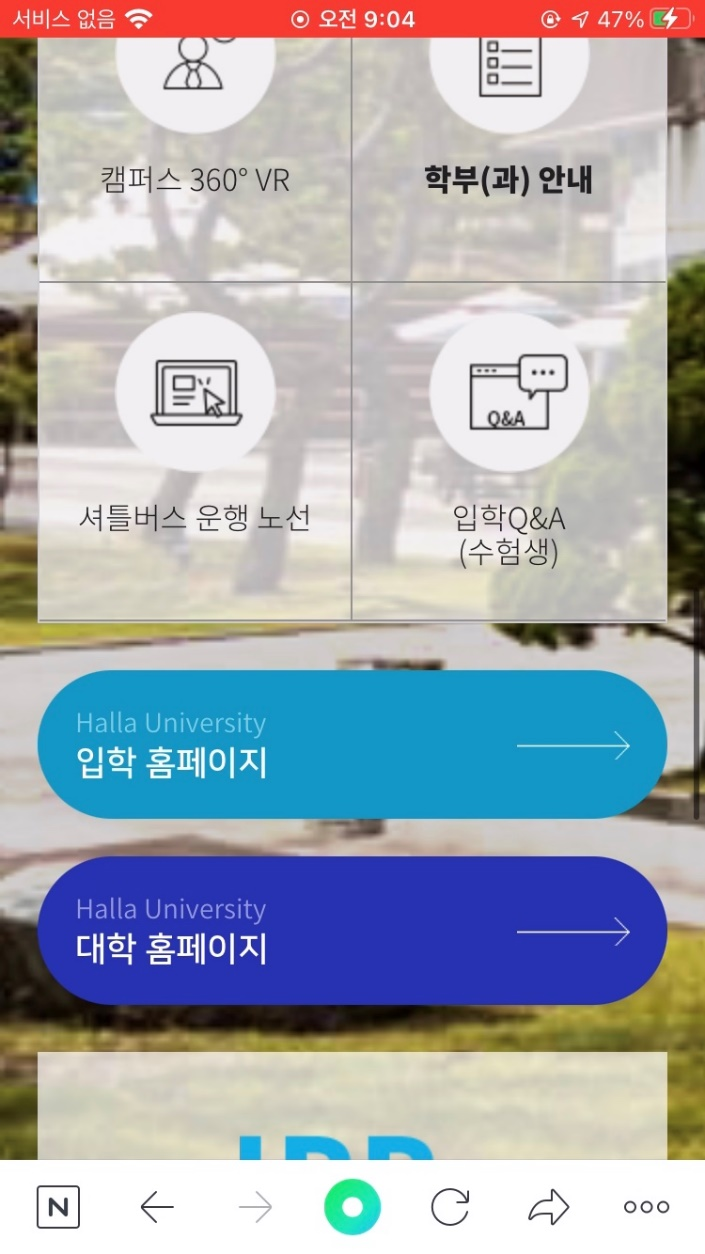 서비스 없음 오전 9:04 47%
캠퍼스 360° VR
학부(과) 안내
Q&A
셔틀버스 운행 노선
입학Q&A
(수험생)
Halla University
입학 홈페이지
Halla University
대학 홈페이지
N